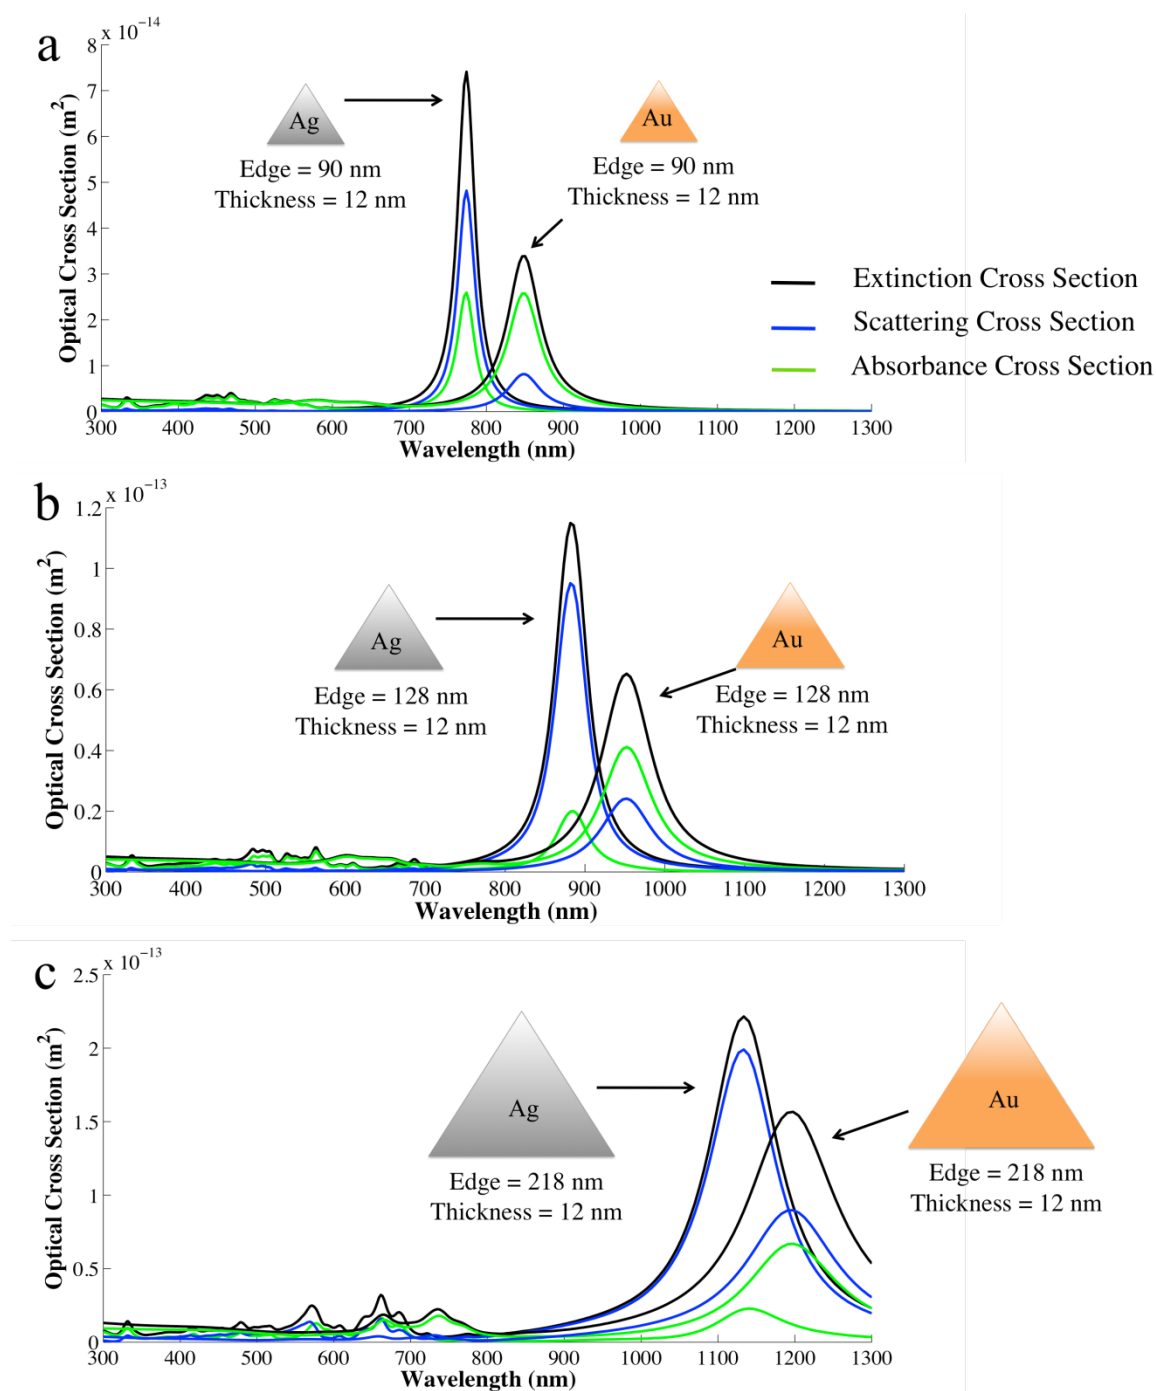 a
x 10⁻¹⁴
8
7
6
5
4
3
2
1
0
Optical Cross Section (m²)
Ag
Edge = 90 nm
Thickness = 12 nm
Au
Edge = 90 nm
Thickness = 12 nm
Extinction Cross Section
Scattering Cross Section
Absorbance Cross Section
300 400 500 600 700 800 900 1000 1100 1200 1300
Wavelength (nm)
b
x 10⁻¹³
1.2
1
0.8
0.6
0.4
0.2
0
Optical Cross Section (m²)
Ag
Edge = 128 nm
Thickness = 12 nm
Au
Edge = 128 nm
Thickness = 12 nm
300 400 500 600 700 800 900 1000 1100 1200 1300
Wavelength (nm)
c
x 10⁻¹³
2.5
2
1.5
1
0.5
0
Optical Cross Section (m²)
Ag
Edge = 218 nm
Thickness = 12 nm
Au
Edge = 218 nm
Thickness = 12 nm
300 400 500 600 700 800 900 1000 1100 1200 1300
Wavelength (nm)